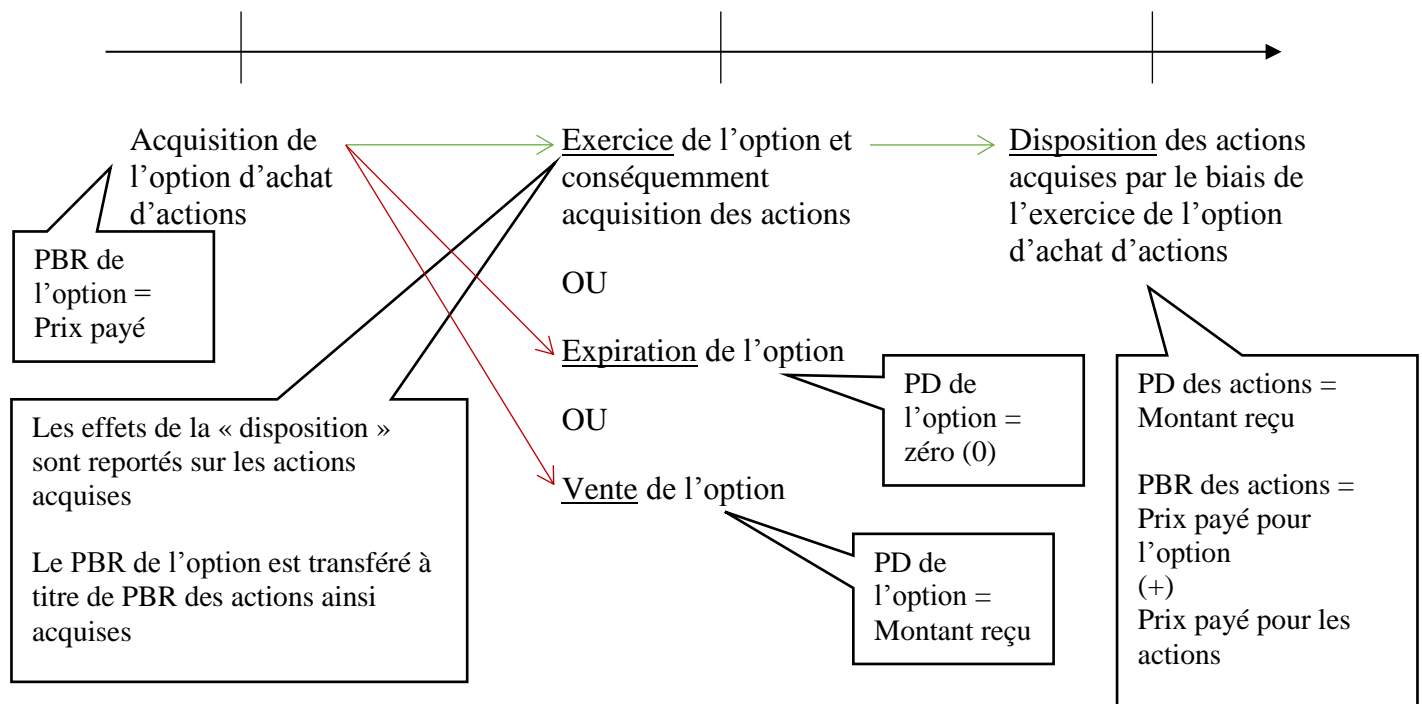 Acquisition de
l’option d’achat
d’actions
PBR de
l’option =
Prix payé
Exercice de l’option et
conséquemment
acquisition des actions
OU
Expiration de l’option
OU
Vente de l’option
Disposition des actions
acquises par le biais de
l’exercice de l’option
d’achat d’actions
Les effets de la « disposition »
sont reportés sur les actions
acquises
Le PBR de l’option est transféré à
titre de PBR des actions ainsi
acquises
PD de
l’option =
zéro (0)
PD de
l’option =
Montant reçu
PD des actions =
Montant reçu
PBR des actions =
Prix payé pour
l’option
(+)
Prix payé pour les
actions